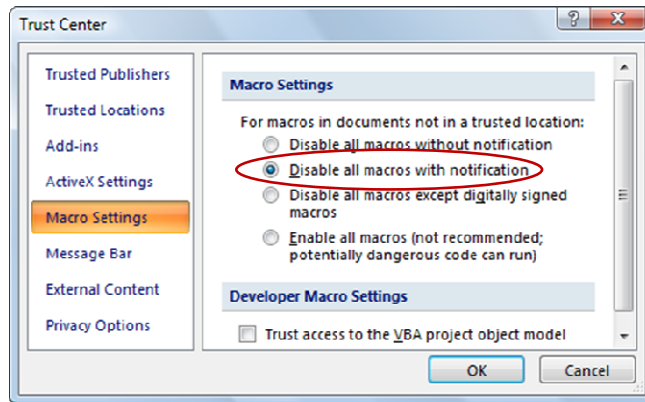 Trust Center
Trusted Publishers
Trusted Locations
Add-ins
ActiveX Settings
Macro Settings
Message Bar
External Content
Privacy Options
Macro Settings
For macros in documents not in a trusted location:
Disable all macros without notification
Disable all macros with notification
Disable all macros except digitally signed
macros
Enable all macros (not recommended;
potentially dangerous code can run)
Developer Macro Settings
Trust access to the VBA project object model
OK
Cancel